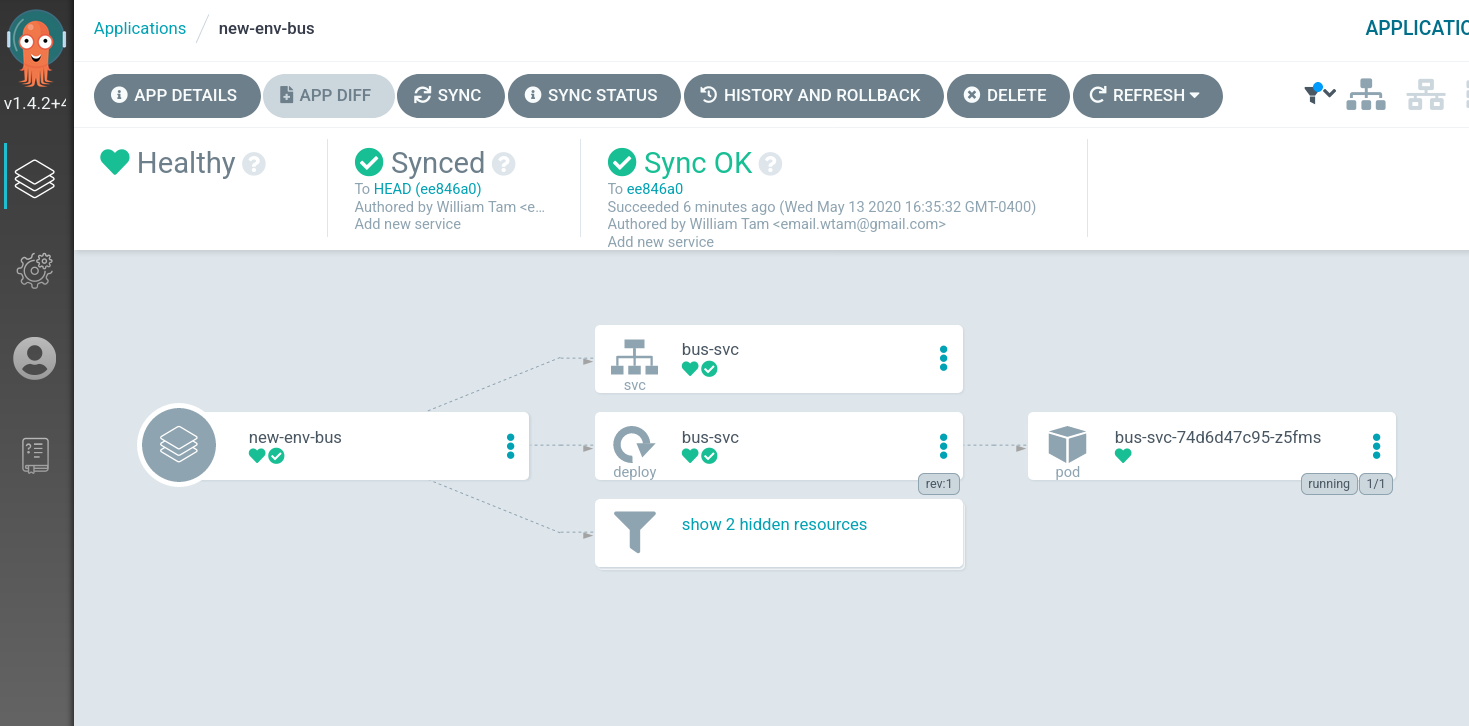 Applications / new-env-bus
APPLICATIO
v1.4.2+4
APP DETAILS
APP DIFF
SYNC
SYNC STATUS
HISTORY AND ROLLBACK
DELETE
REFRESH
Healthy
Synced
To HEAD (ee846a0)
Authored by William Tam <e…
Add new service
Sync OK
To ee846a0
Succeeded 6 minutes ago (Wed May 13 2020 16:35:32 GMT-0400)
Authored by William Tam <email.wtam@gmail.com>
Add new service
bus-svc
svc
new-env-bus
bus-svc
deploy
rev:1
bus-svc-74d6d47c95-z5fms
pod
running
1/1
show 2 hidden resources